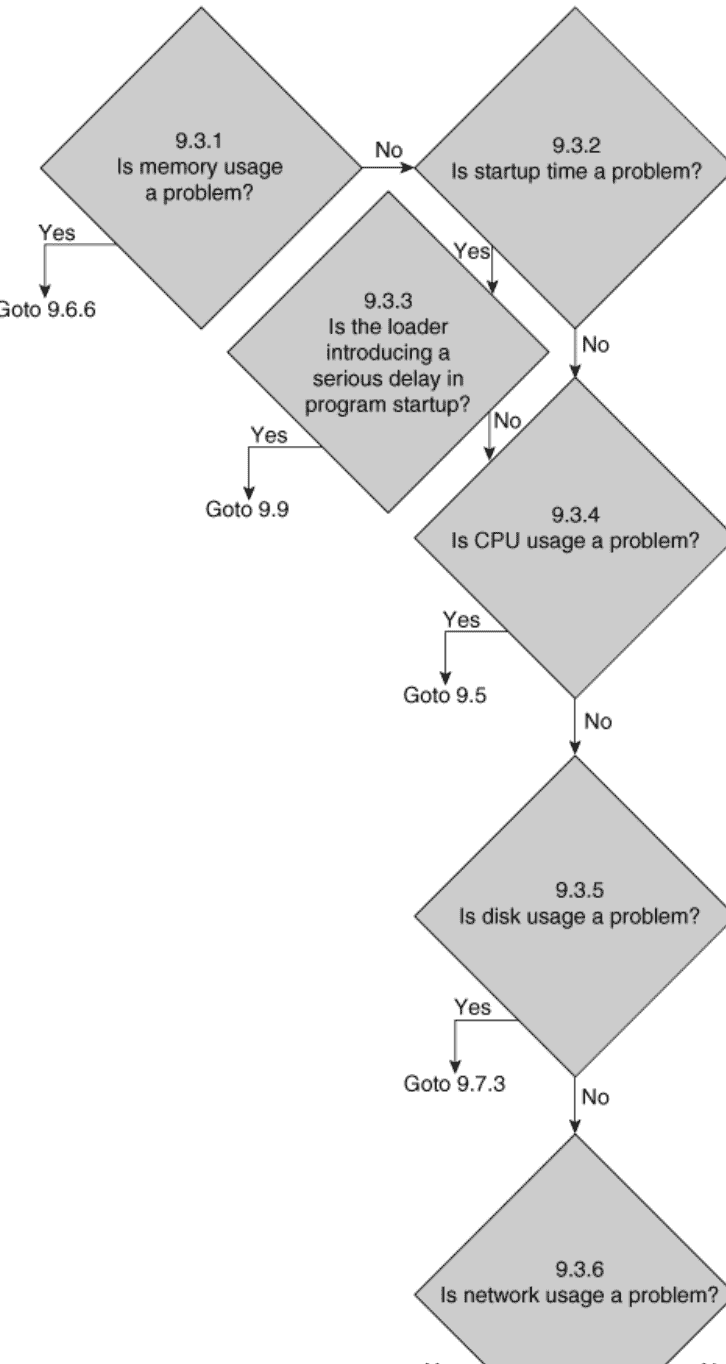 9.3.1
Is memory usage
a problem?
No
9.3.2
Is startup time a problem?
Yes
Goto 9.6.6
Yes
9.3.3
Is the loader
introducing a
serious delay in
program startup?
No
Yes
Goto 9.9
No
9.3.4
Is CPU usage a problem?
Yes
Goto 9.5
No
9.3.5
Is disk usage a problem?
Yes
Goto 9.7.3
No
9.3.6
Is network usage a problem?